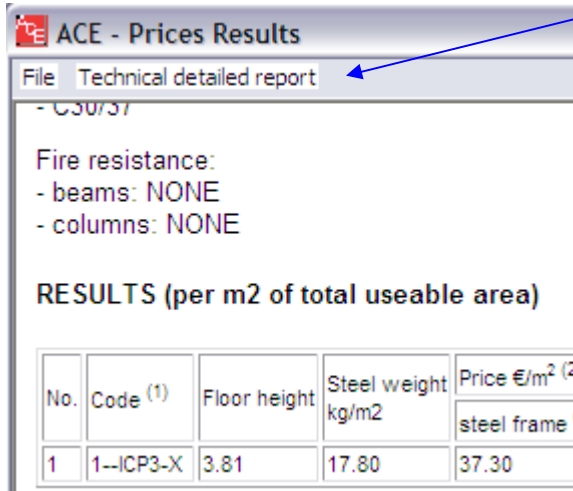 ACE - Prices Results
File Technical detailed report
- C30/37
Fire resistance:
- beams: NONE
- columns: NONE
RESULTS (per m2 of total useable area)
No. Code (1) Floor height Steel weight kg/m2 Price €/m² (2
steel frame
1 1--ICP3-X 3.81 17.80 37.30